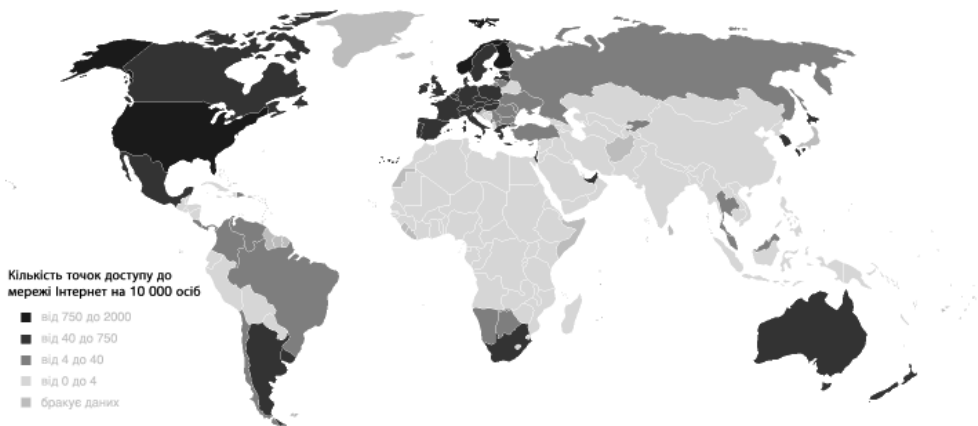 Кількість точок доступу до
мережі Інтернет на 10 000 осіб
від 750 до 2000
від 40 до 750
від 4 до 40
від 0 до 4
бракує даних